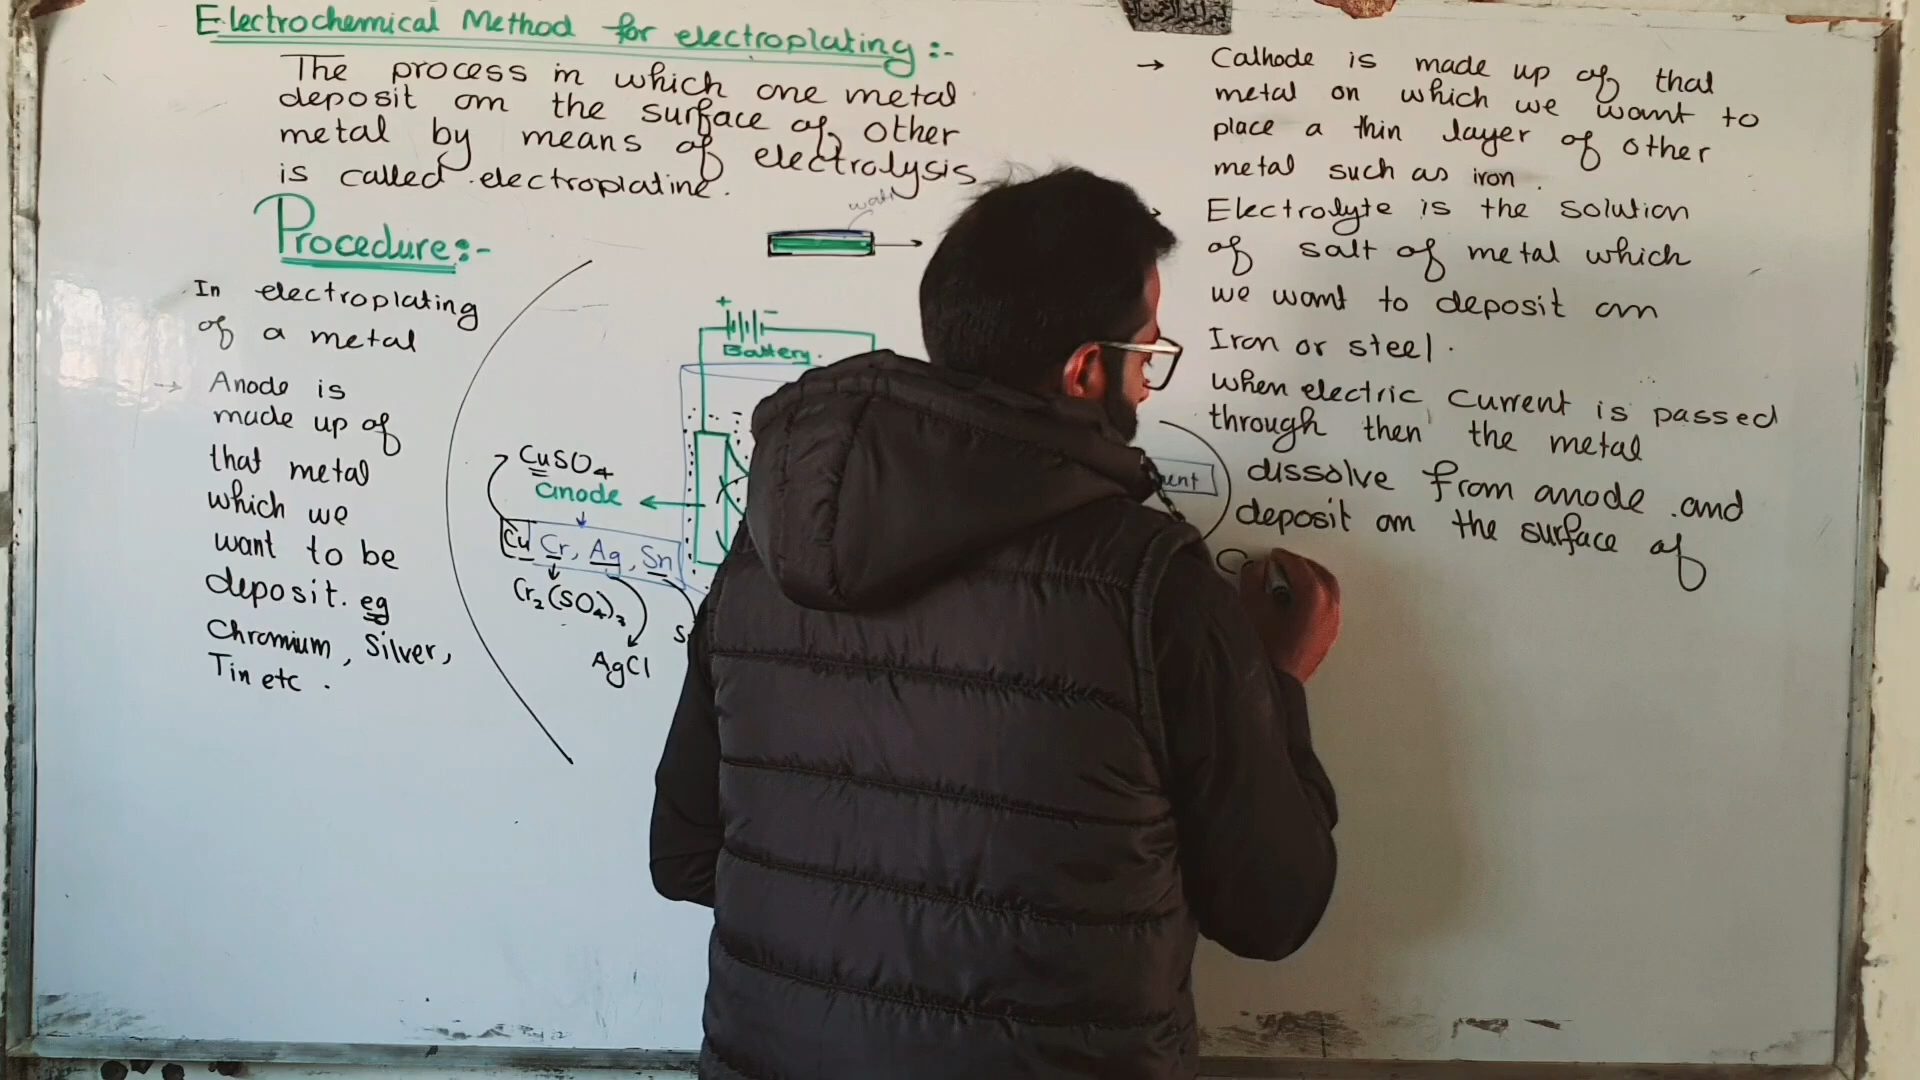 Electrochemical Method for electroplating :-
The process in which one metal
deposit on the surface of other
metal by means of electrolysis
is called electroplatine.
Procedure:-
In electroplating
of a metal
→ Anode is
made up of
that metal
which we
want to be
deposit. eg
Chromium, Silver,
Tin etc .
+ -
Battery.
CuSO4
anode
Cu Cr, Ag, Sn
Cr2(SO4)3
AgCl
→ Cathode is made up of that
metal on which we want to
place a thin layer of other
metal such as iron .
Electrolyte is the solution
of salt of metal which
we want to deposit on
Iron or steel .
when electric current is passed
through then the metal
dissolve from anode and
deposit on the surface of